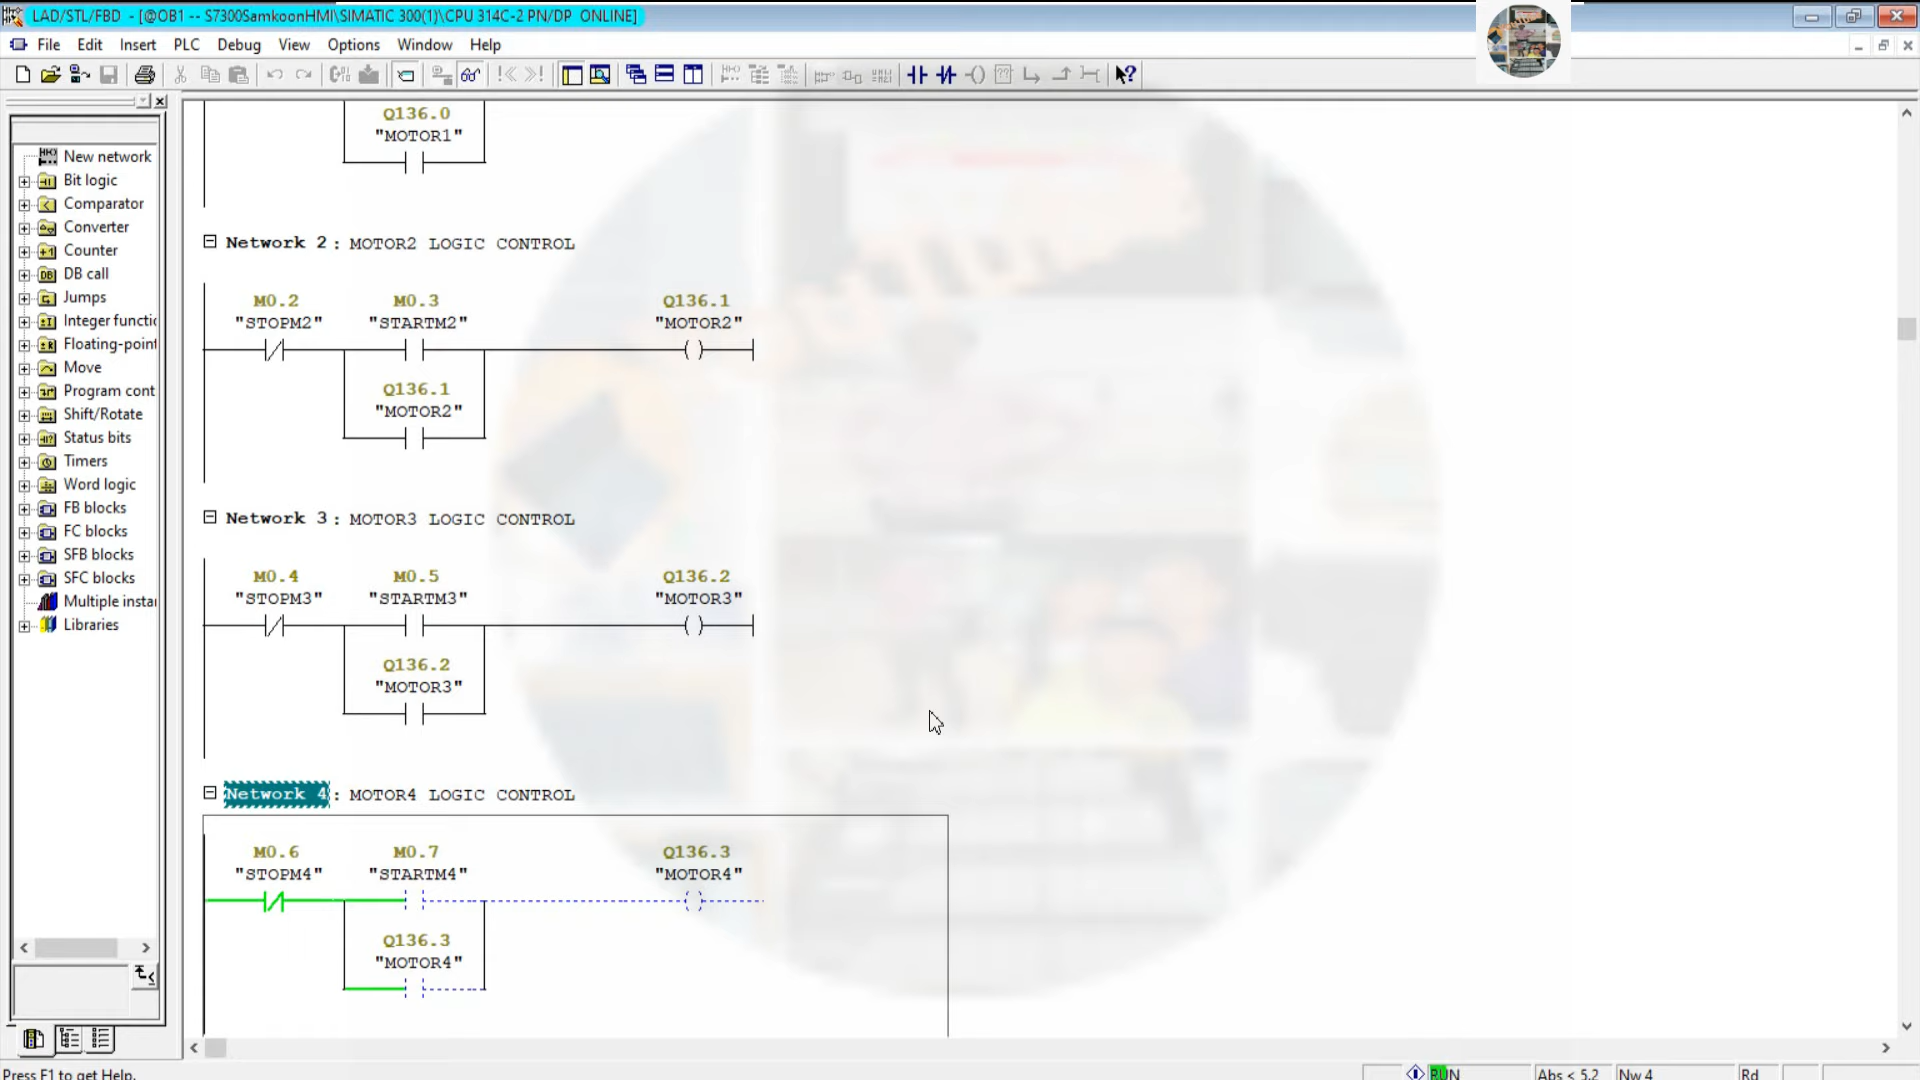 LAD/STL/FBD - [@OB1 -- S7300SamkoonHMI\SIMATIC 300(1)\CPU 314C-2 PN/DP ONLINE]
File Edit Insert PLC Debug View Options Window Help
New network
Bit logic
Comparator
Converter
Counter
DB call
Jumps
Integer functic
Floating-point
Move
Program cont
Shift/Rotate
Status bits
Timers
Word logic
FB blocks
FC blocks
SFB blocks
SFC blocks
Multiple instai
Libraries
Q136.0
"MOTOR1"
Network 2 : MOTOR2 LOGIC CONTROL
M0.2 M0.3 Q136.1
"STOPM2" "STARTM2" "MOTOR2"
Q136.1
"MOTOR2"
Network 3 : MOTOR3 LOGIC CONTROL
M0.4 M0.5 Q136.2
"STOPM3" "STARTM3" "MOTOR3"
Q136.2
"MOTOR3"
Network 4 : MOTOR4 LOGIC CONTROL
M0.6 M0.7 Q136.3
"STOPM4" "STARTM4" "MOTOR4"
Q136.3
"MOTOR4"
Press F1 to get Help.
RUN Abs < 5.2 Nw 4 Rd